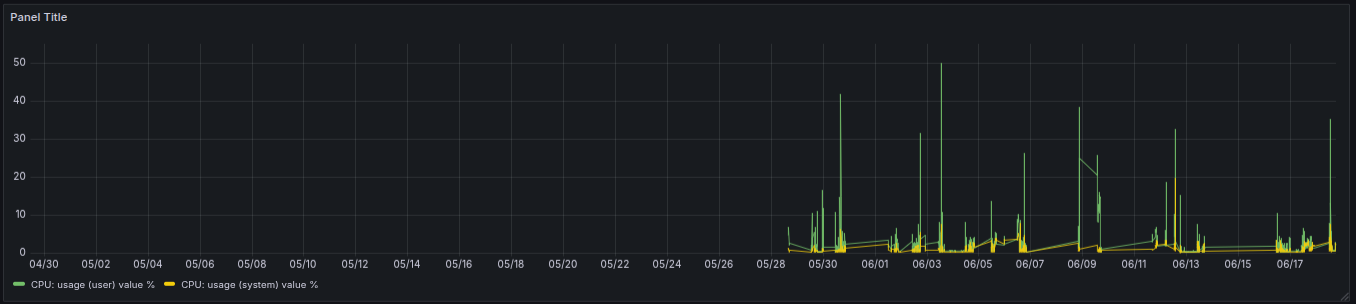 Panel Title
50
40
30
20
10
0
04/30 05/02 05/04 05/06 05/08 05/10 05/12 05/14 05/16 05/18 05/20 05/22 05/24 05/26 05/28 05/30 06/01 06/03 06/05 06/07 06/09 06/11 06/13 06/15 06/17
CPU: usage (user) value % CPU: usage (system) value %